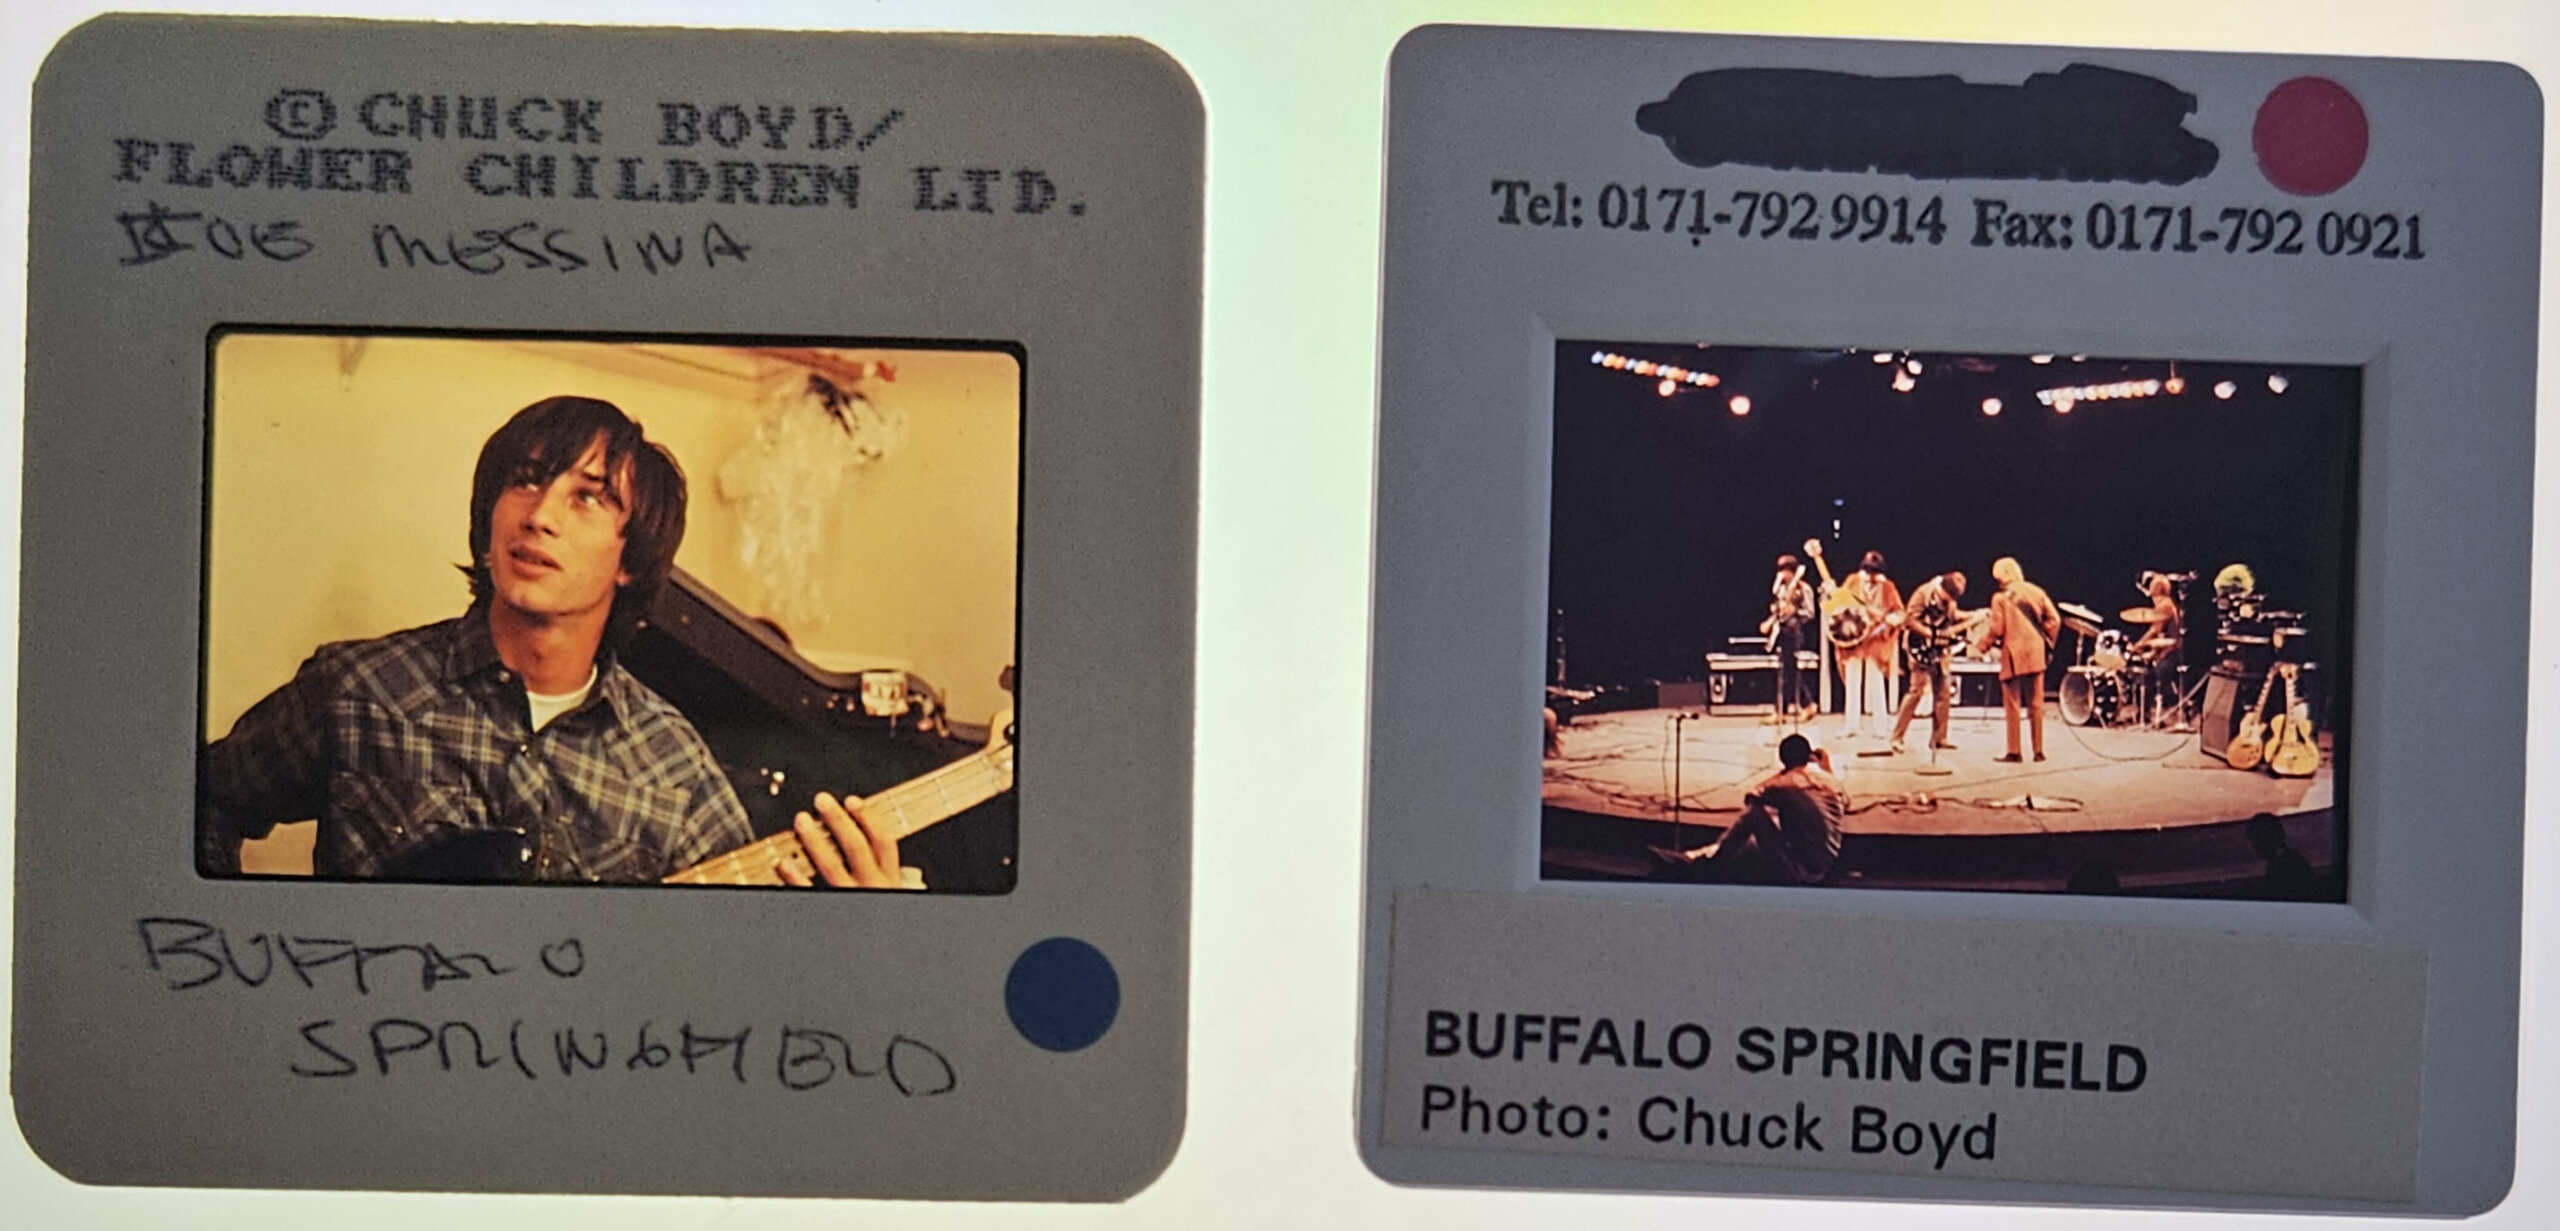 © CHUCK BOYD/
FLOWER CHILDREN LTD.
JOE MESSINA
BUFFALO
SPRINGFIELD
Tel: 0171-792 9914 Fax: 0171-792 0921
BUFFALO SPRINGFIELD
Photo: Chuck Boyd